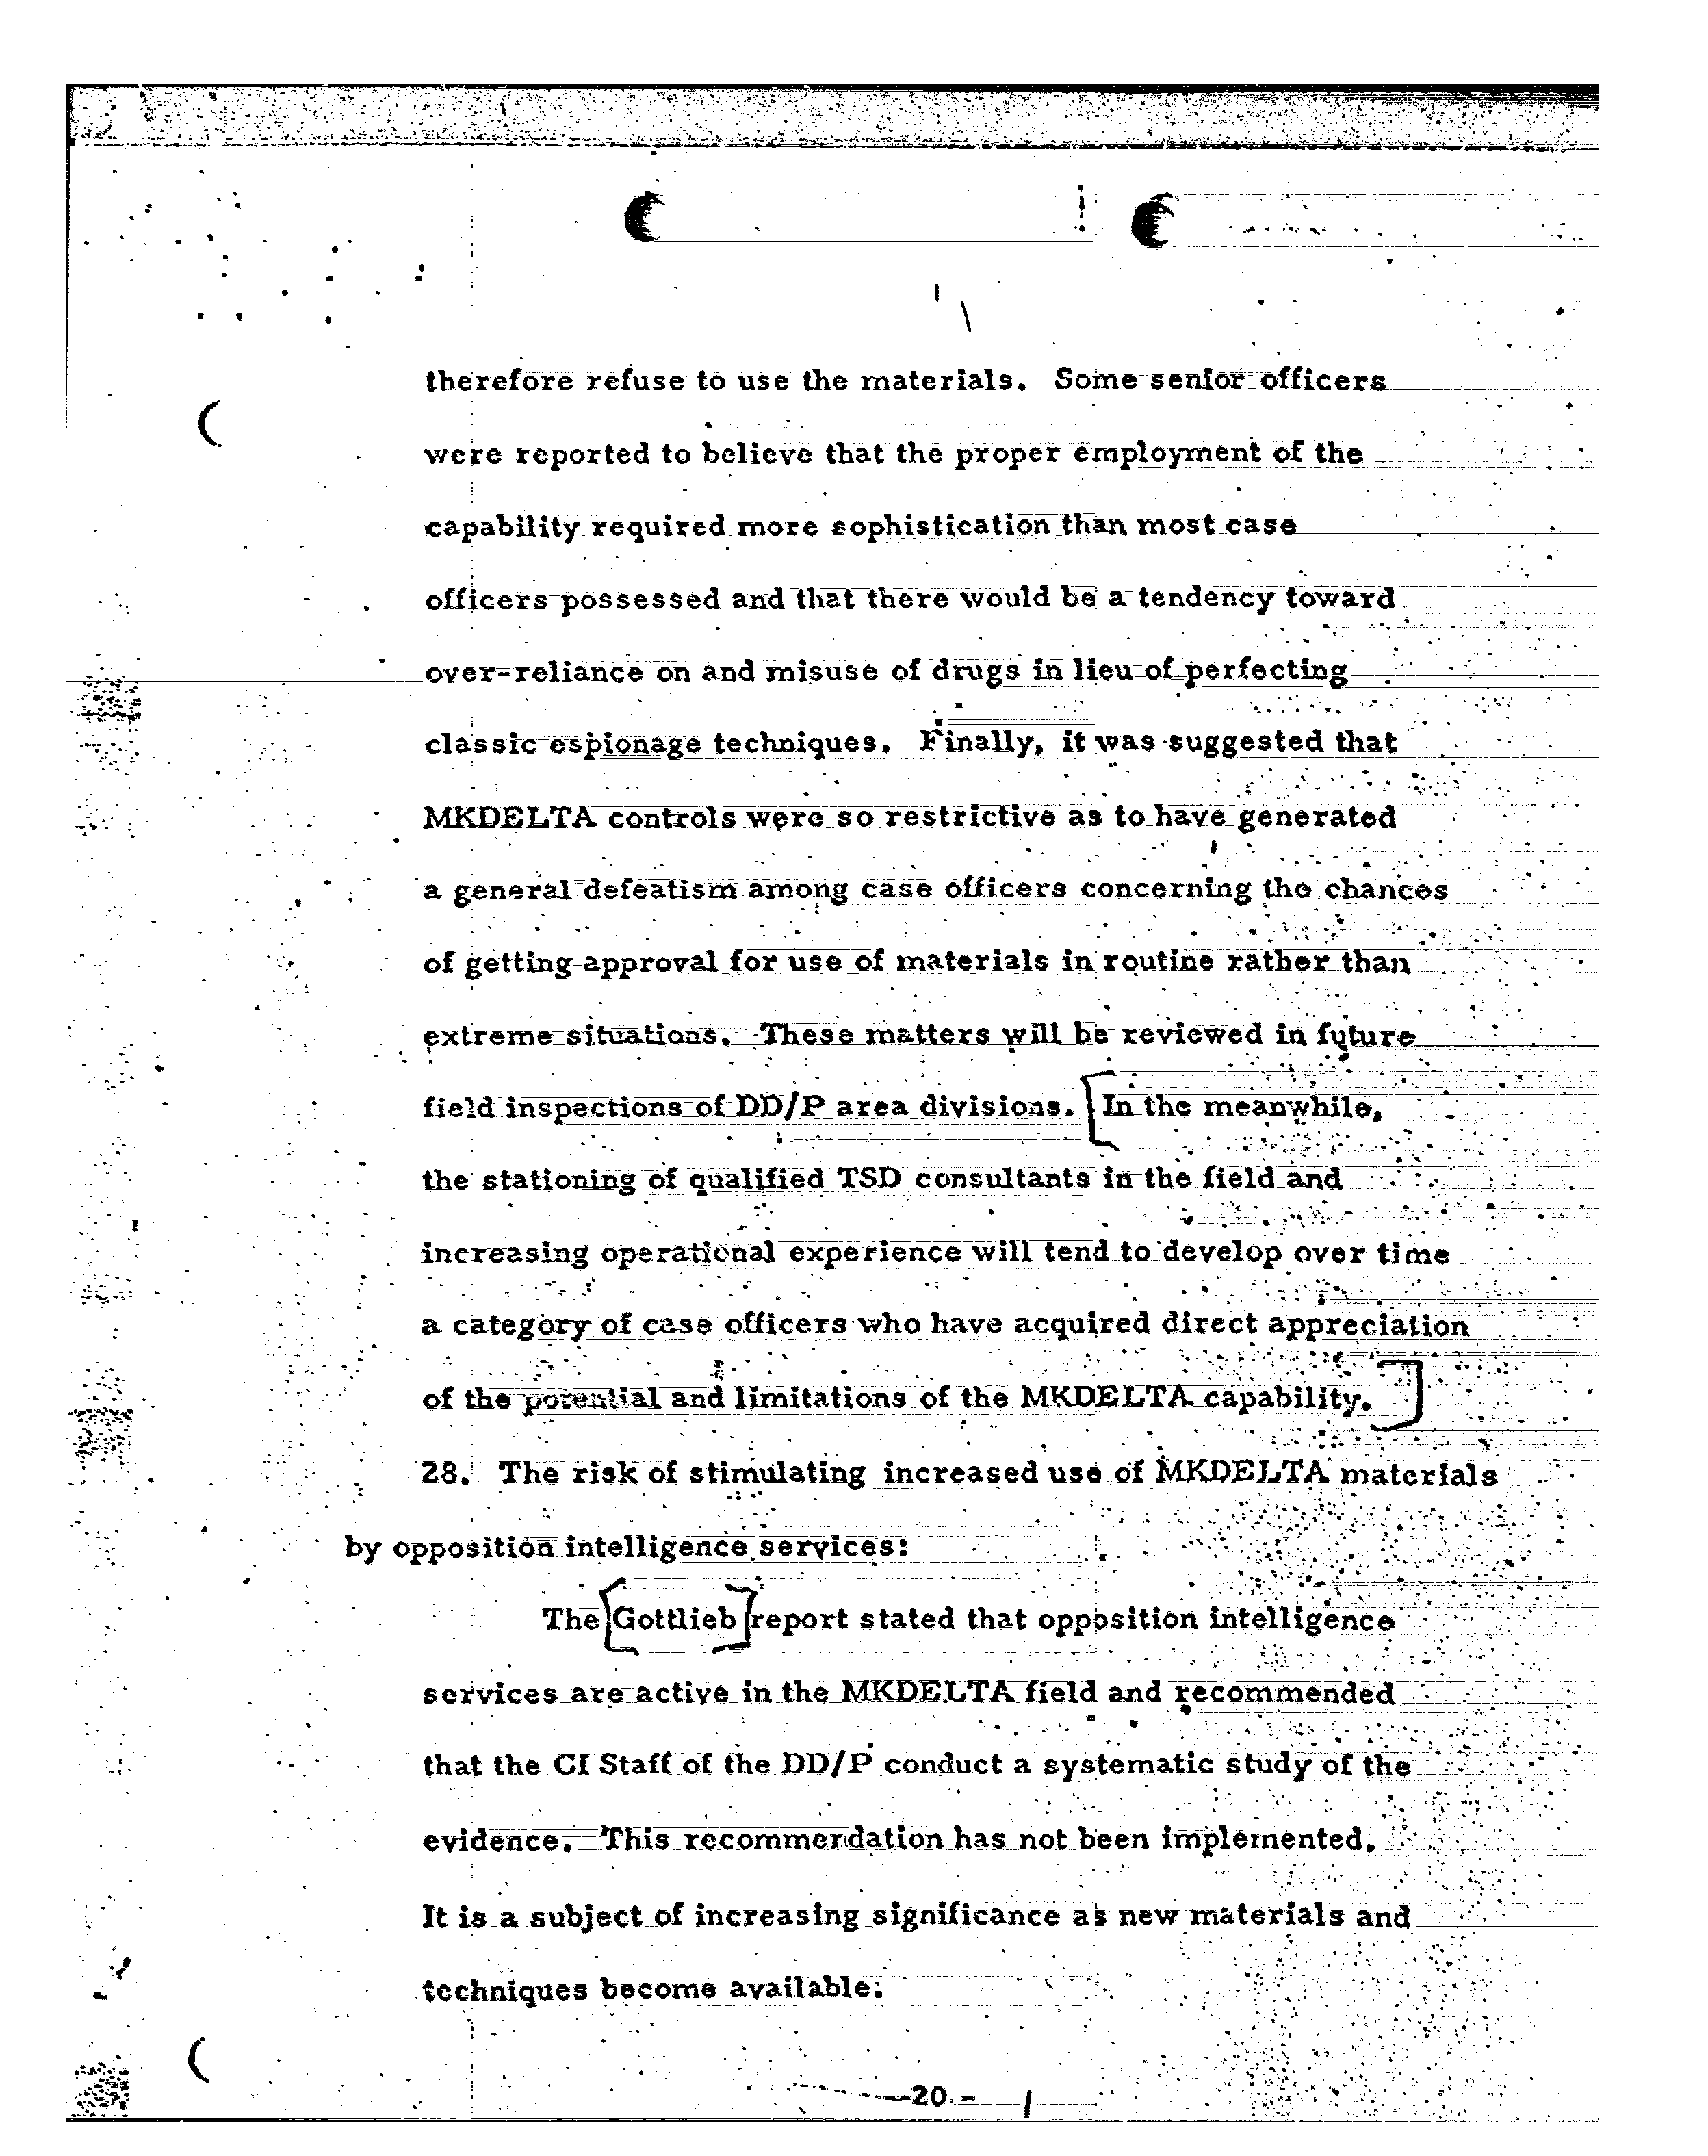 therefore refuse to use the materials. Some senior officers
were reported to believe that the proper employment of the
capability required more sophistication than most case
officers possessed and that there would be a tendency toward
over-reliance on and misuse of drugs in lieu of perfecting
classic espionage techniques. Finally, it was suggested that
MKDELTA controls were so restrictive as to have generated
a general defeatism among case officers concerning the chances
of getting approval for use of materials in routine rather than
extreme situations. These matters will be reviewed in future
field inspections of DD/P area divisions. [In the meanwhile,
the stationing of qualified TSD consultants in the field and
increasing operational experience will tend to develop over time
a category of case officers who have acquired direct appreciation
of the potential and limitations of the MKDELTA capability.]
28. The risk of stimulating increased use of MKDELTA materials
by opposition intelligence services:
The [Gottlieb] report stated that opposition intelligence
services are active in the MKDELTA field and recommended
that the CI Staff of the DD/P conduct a systematic study of the
evidence. This recommendation has not been implemented.
It is a subject of increasing significance as new materials and
techniques become available.
-20-